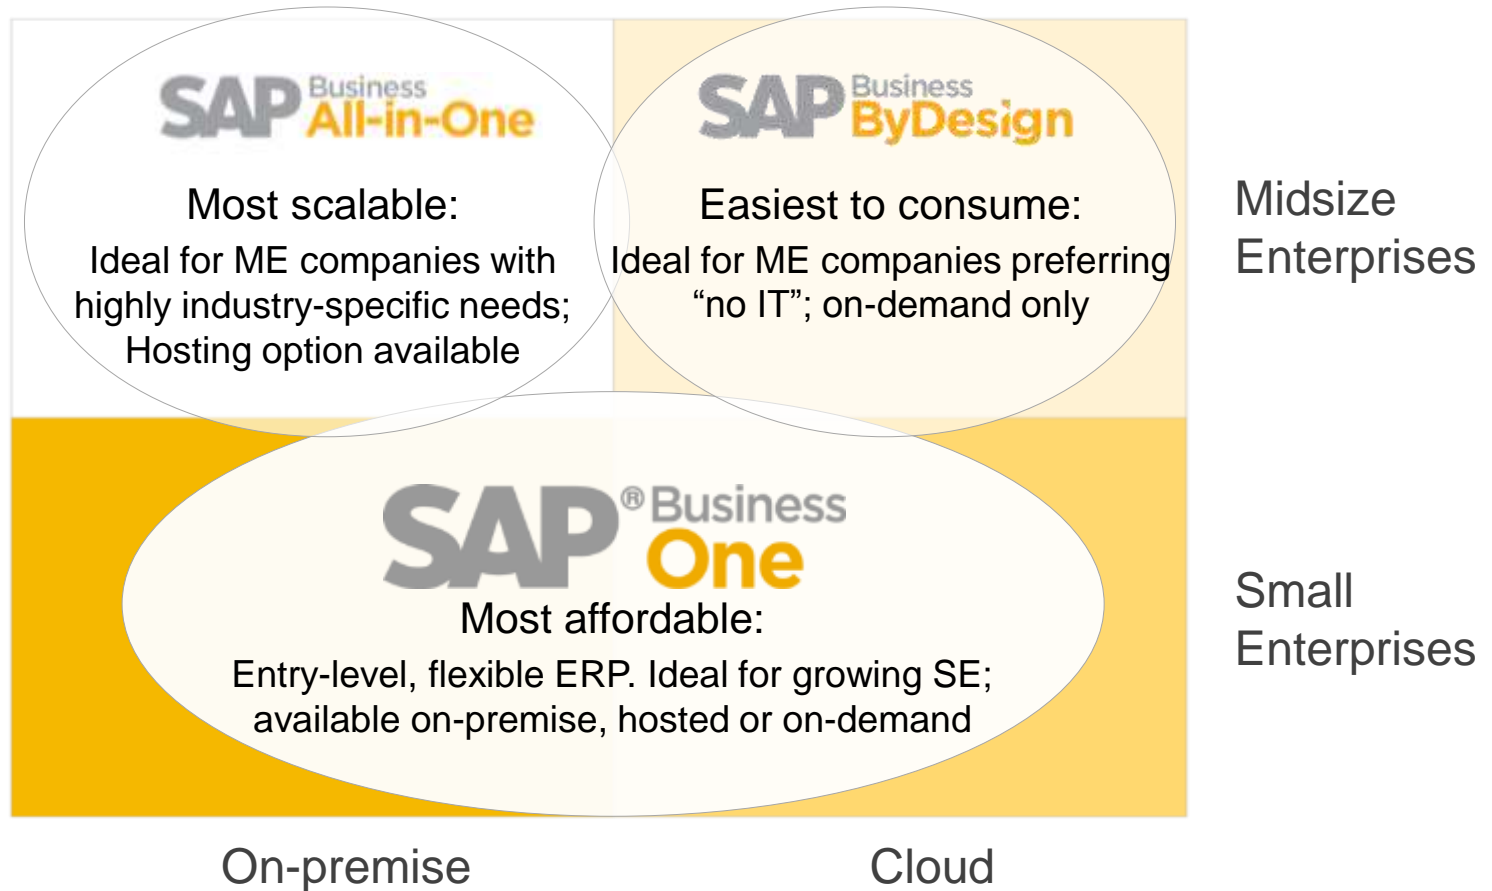 SAP Business
All-in-One
Most scalable:
Ideal for ME companies with
highly industry-specific needs;
Hosting option available
SAP Business
ByDesign
Easiest to consume:
Ideal for ME companies preferring
“no IT”; on-demand only
Midsize
Enterprises
SAP® Business
One
Most affordable:
Entry-level, flexible ERP. Ideal for growing SE;
available on-premise, hosted or on-demand
Small
Enterprises
On-premise
Cloud